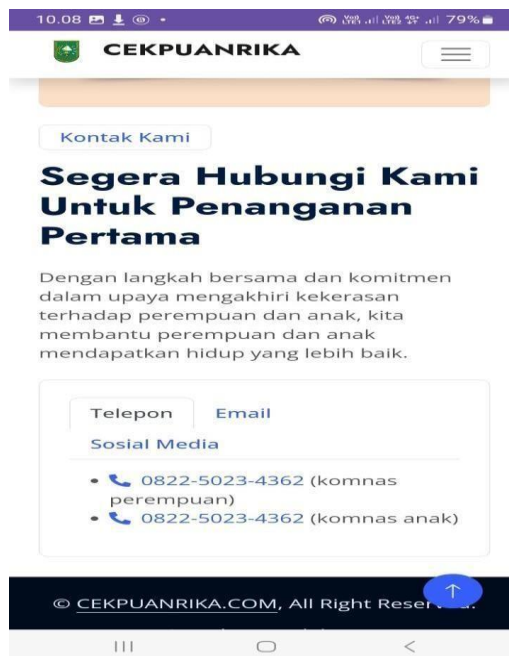 10.08 79%
CEKPUANRIKA
Kontak Kami
Segera Hubungi Kami
Untuk Penanganan
Pertama
Dengan langkah bersama dan komitmen
dalam upaya mengakhiri kekerasan
terhadap perempuan dan anak, kita
membantu perempuan dan anak
mendapatkan hidup yang lebih baik.
Telepon Email
Sosial Media
0822-5023-4362 (komnas
perempuan)
0822-5023-4362 (komnas anak)
© CEKPUANRIKA.COM, All Right